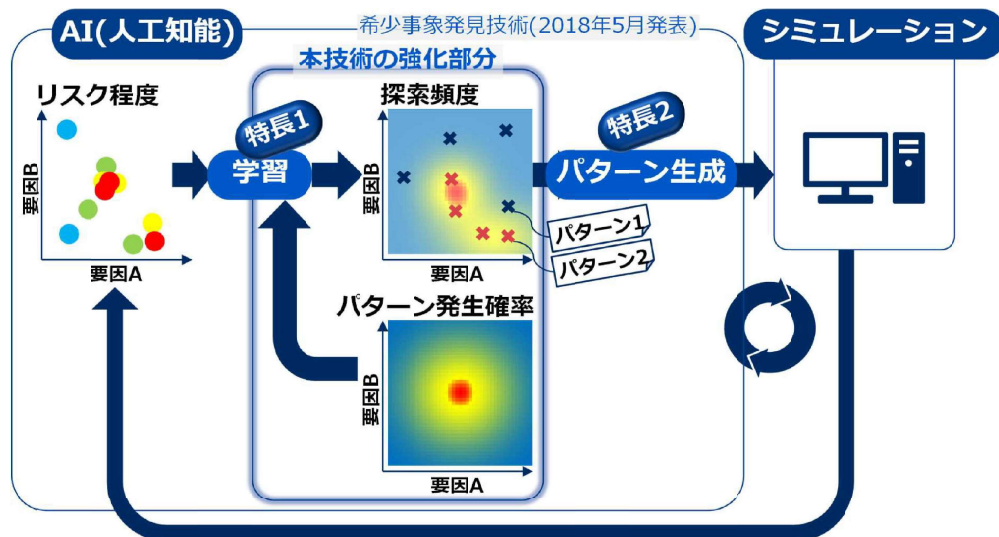 AI(人工知能)
希少事象発見技術(2018年5月発表)
シミュレーション
本技術の強化部分
リスク程度
要因B
要因A
特長1
学習
探索頻度
要因B
要因A
特長2
パターン生成
パターン1
パターン2
パターン発生確率
要因B
要因A